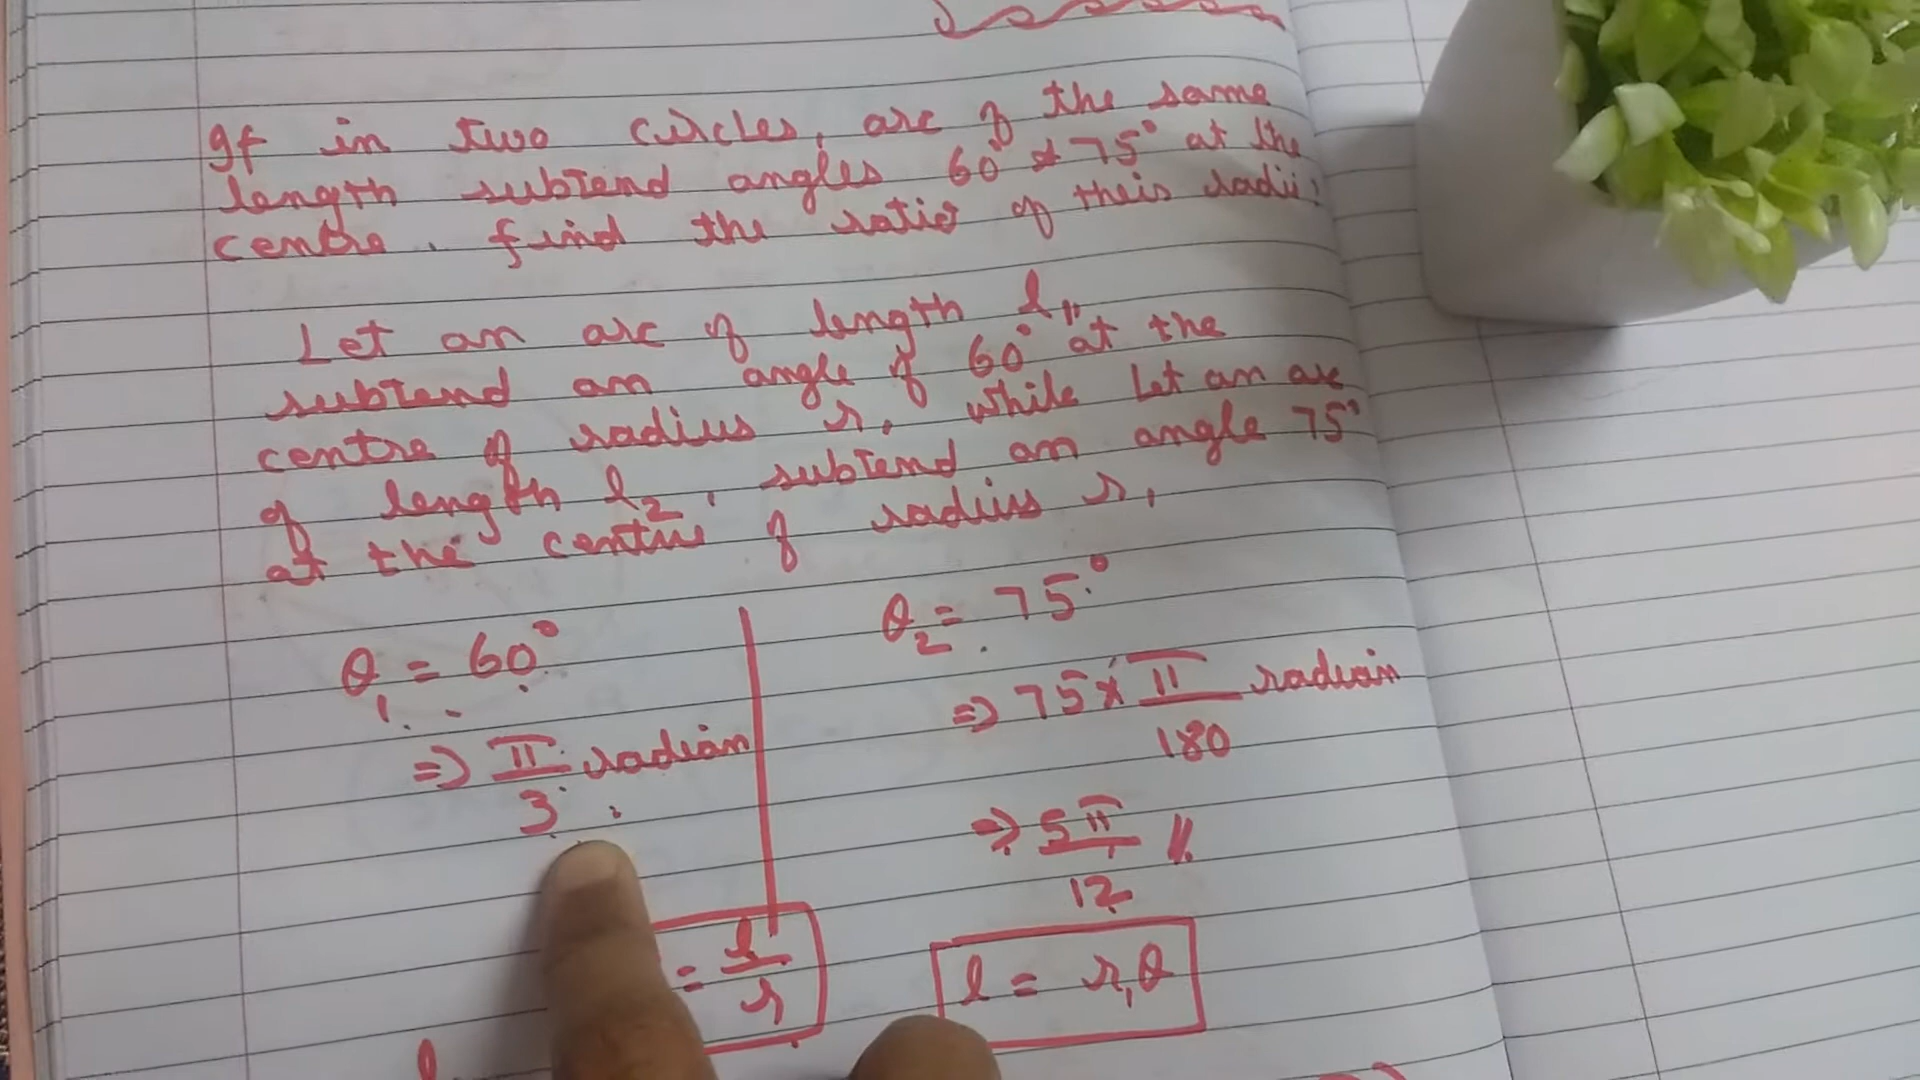 If in two circles, arc of the same
length subtend angles 60° & 75° at the
centre. find the ratio of their radii:
Let an arc of length l₁,
subtend an angle of 60° at the
centre of radius r, while Let an arc
of length l₂, subtend an angle 75°
at the centre of radius r,
θ₁ = 60°
⇒ π/3 radian
θ₂ = 75°
⇒ 75 × π/180 radian
⇒ 5π/12 〃
= l/r
l = r,θ